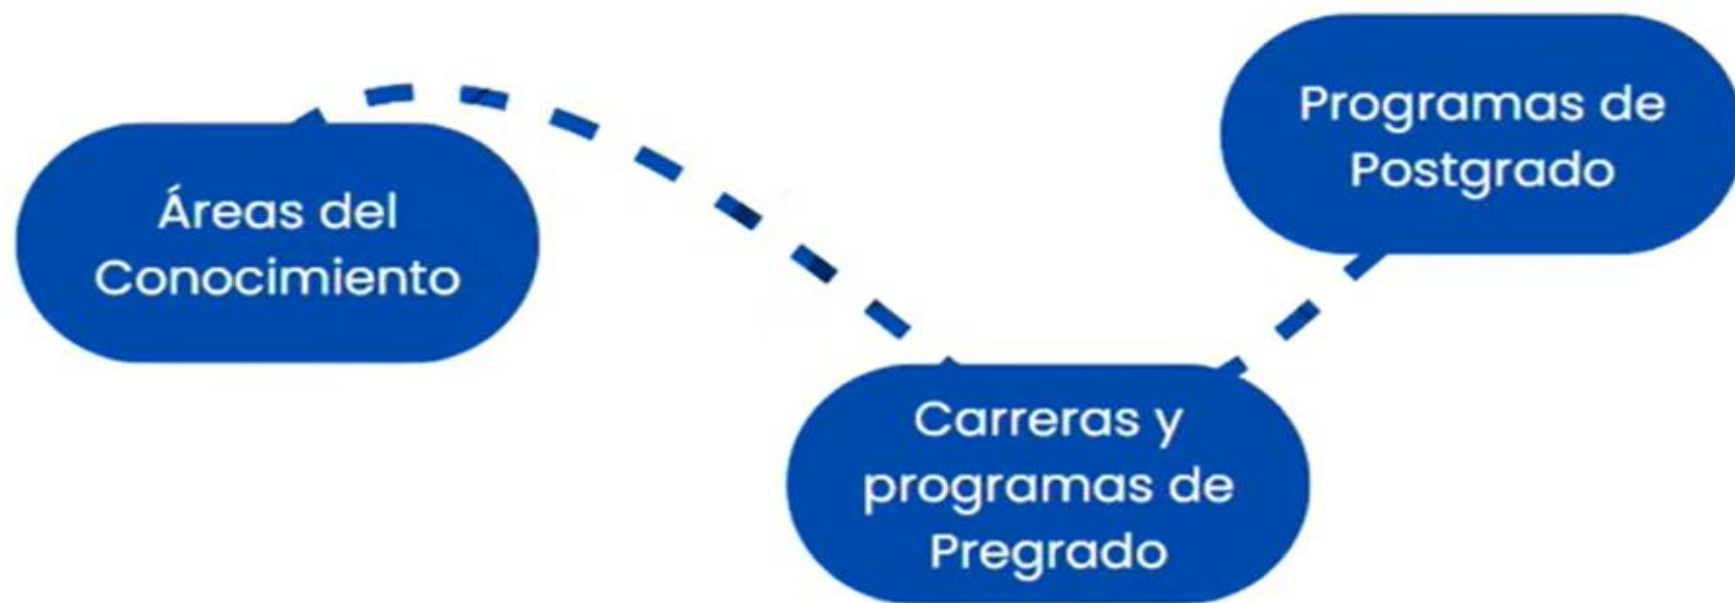 Áreas del
Conocimiento
Carreras y
programas de
Pregrado
Programas de
Postgrado